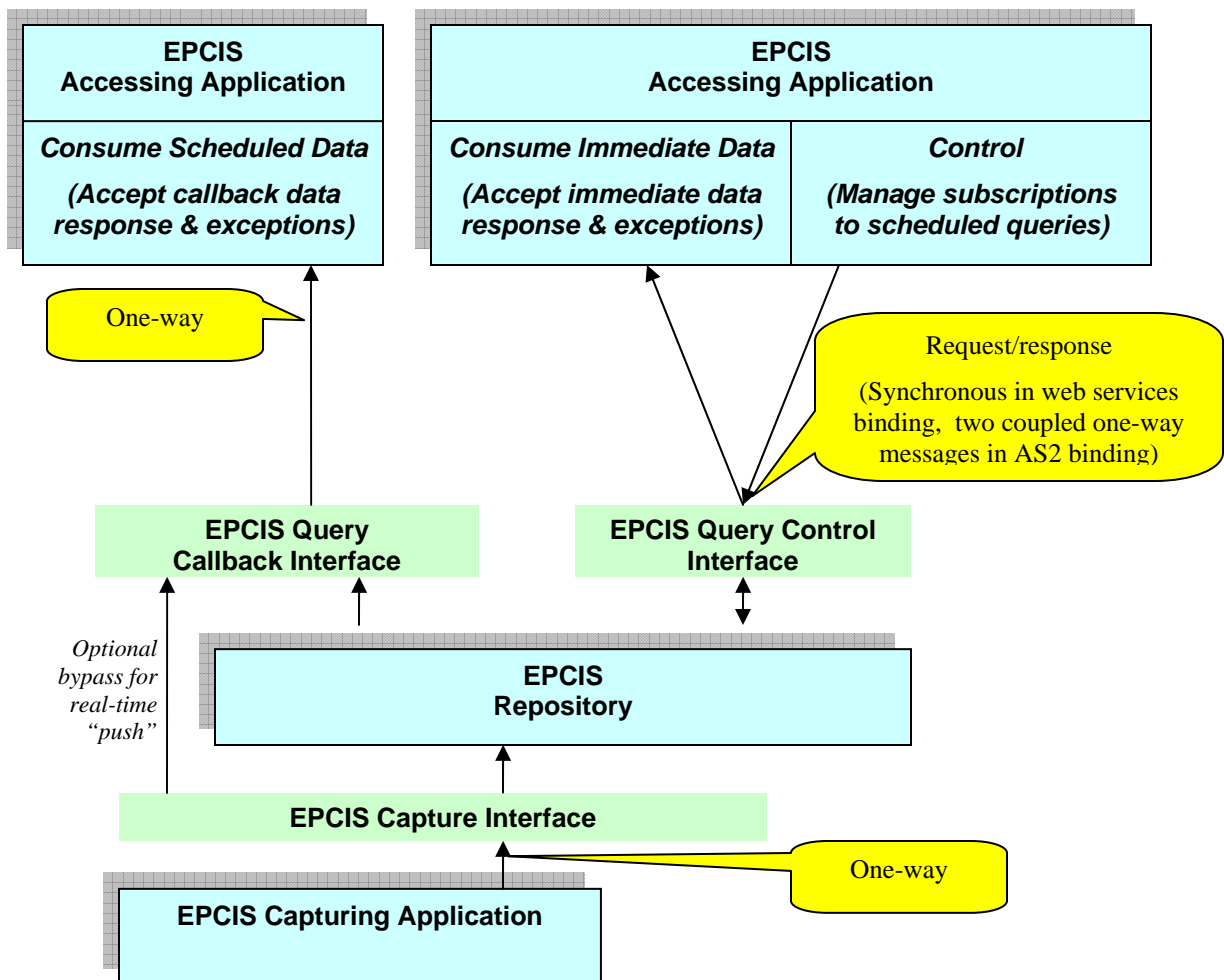 EPCIS
Accessing Application
Consume Scheduled Data
(Accept callback data
response & exceptions)
EPCIS
Accessing Application
Consume Immediate Data
(Accept immediate data
response & exceptions)
Control
(Manage subscriptions
to scheduled queries)
One-way
Request/response
(Synchronous in web services
binding, two coupled one-way
messages in AS2 binding)
EPCIS Query
Callback Interface
EPCIS Query Control
Interface
Optional
bypass for
real-time
“push”
EPCIS
Repository
EPCIS Capture Interface
One-way
EPCIS Capturing Application